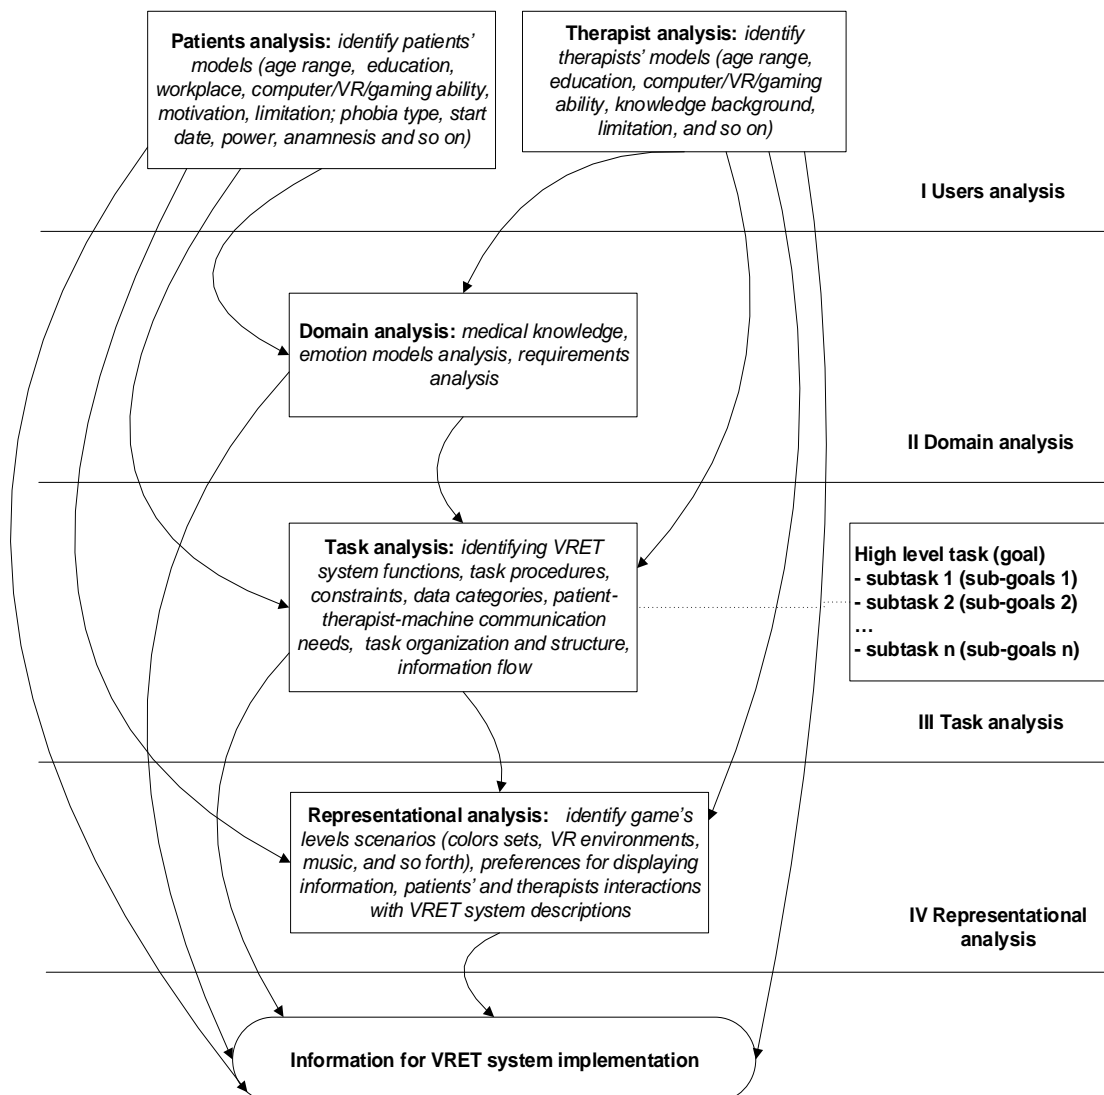 Patients analysis: identify patients’
models (age range, education,
workplace, computer/VR/gaming ability,
motivation, limitation; phobia type, start
date, power, anamnesis and so on)
Therapist analysis: identify
therapists’ models (age range,
education, computer/VR/gaming
ability, knowledge background,
limitation, and so on)
I Users analysis
Domain analysis: medical knowledge,
emotion models analysis, requirements
analysis
II Domain analysis
Task analysis: identifying VRET
system functions, task procedures,
constraints, data categories, patient-
therapist-machine communication
needs, task organization and structure,
information flow
High level task (goal)
- subtask 1 (sub-goals 1)
- subtask 2 (sub-goals 2)
…
- subtask n (sub-goals n)
III Task analysis
Representational analysis: identify game’s
levels scenarios (colors sets, VR environments,
music, and so forth), preferences for displaying
information, patients’ and therapists interactions
with VRET system descriptions
IV Representational
analysis
Information for VRET system implementation